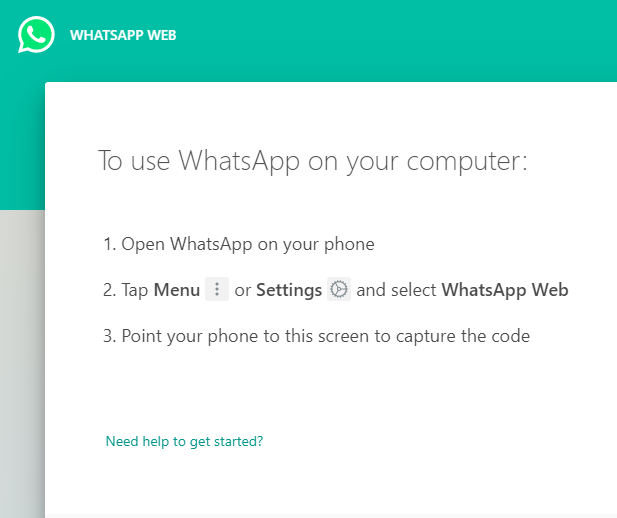 WHATSAPP WEB
To use WhatsApp on your computer:
1. Open WhatsApp on your phone
2. Tap Menu or Settings and select WhatsApp Web
3. Point your phone to this screen to capture the code
Need help to get started?